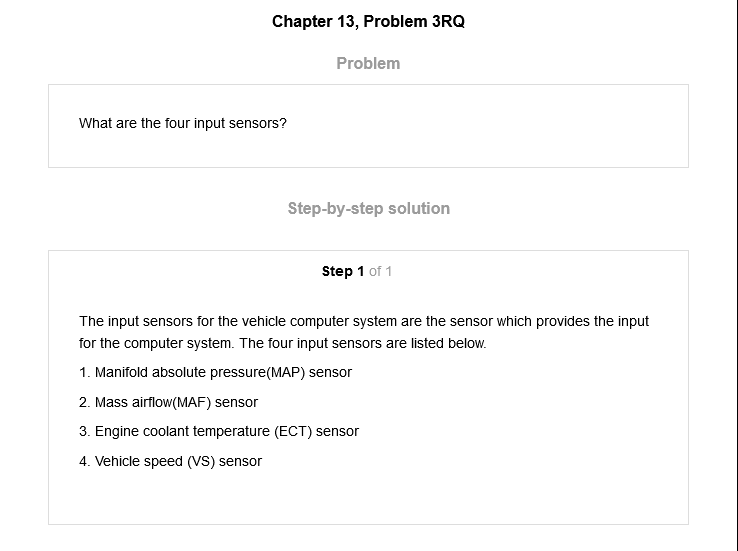 Chapter 13, Problem 3RQ
Problem
What are the four input sensors?
Step-by-step solution
Step 1 of 1
The input sensors for the vehicle computer system are the sensor which provides the input
for the computer system. The four input sensors are listed below.
1. Manifold absolute pressure(MAP) sensor
2. Mass airflow(MAF) sensor
3. Engine coolant temperature (ECT) sensor
4. Vehicle speed (VS) sensor